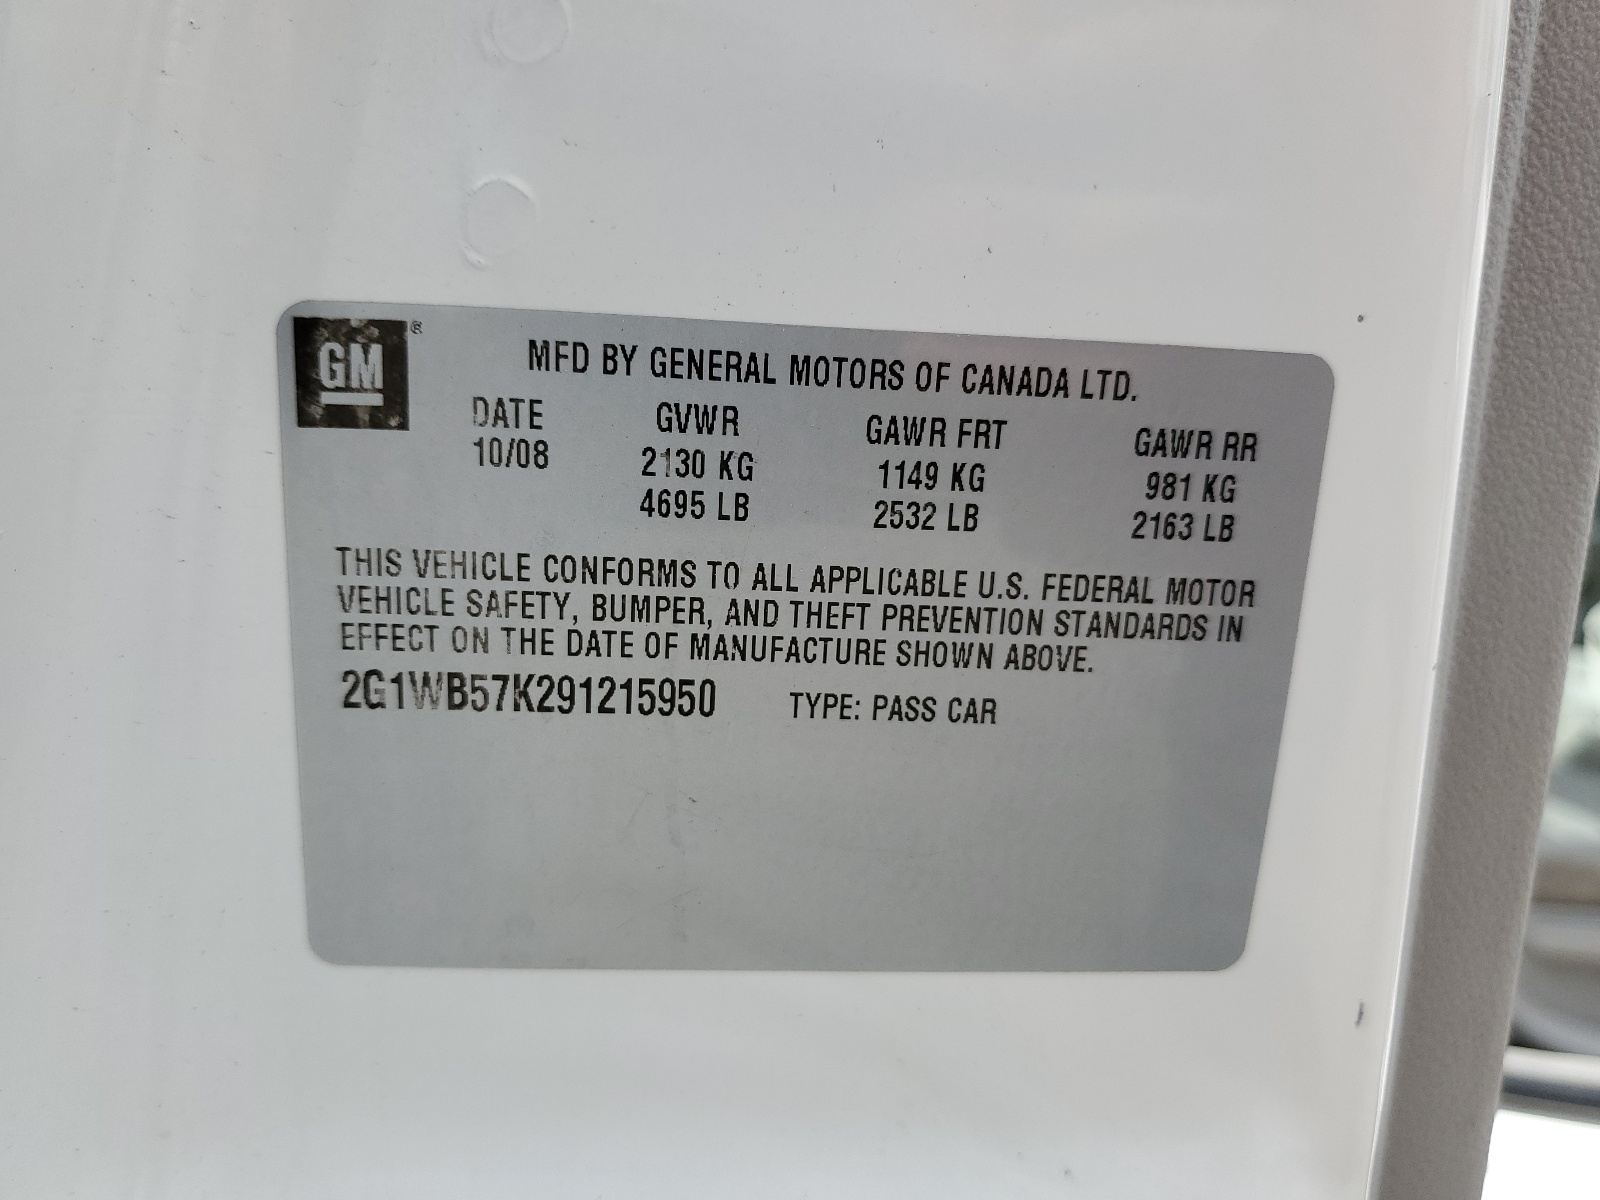 GM ®
MFD BY GENERAL MOTORS OF CANADA LTD.
DATE GVWR GAWR FRT GAWR RR
10/08 2130 KG 1149 KG 981 KG
4695 LB 2532 LB 2163 LB
THIS VEHICLE CONFORMS TO ALL APPLICABLE U.S. FEDERAL MOTOR
VEHICLE SAFETY, BUMPER, AND THEFT PREVENTION STANDARDS IN
EFFECT ON THE DATE OF MANUFACTURE SHOWN ABOVE.
2G1WB57K291215950 TYPE: PASS CAR